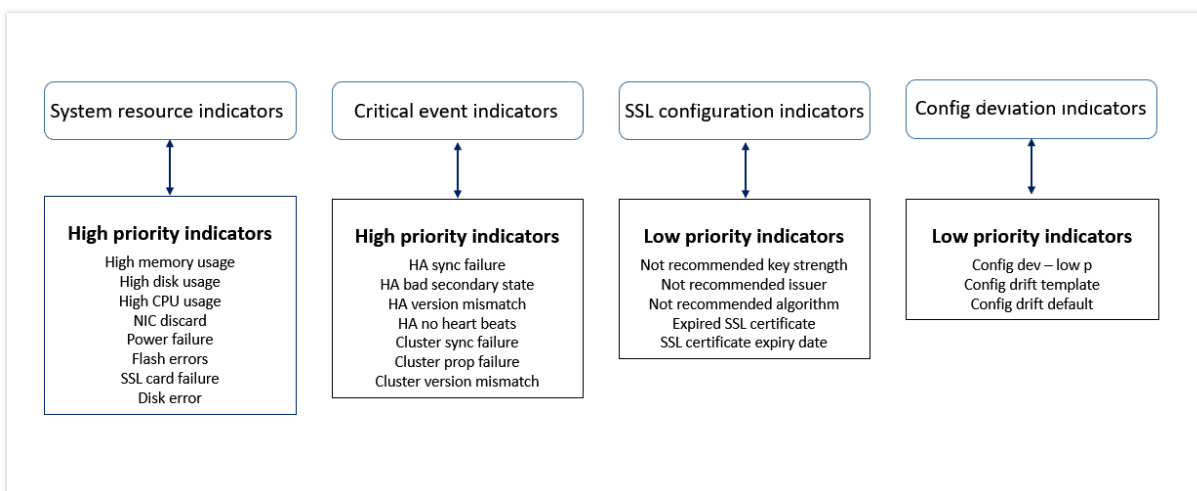 System resource indicators
High priority indicators
High memory usage
High disk usage
High CPU usage
NIC discard
Power failure
Flash errors
SSL card failure
Disk error
Critical event indicators
High priority indicators
HA sync failure
HA bad secondary state
HA version mismatch
HA no heart beats
Cluster sync failure
Cluster prop failure
Cluster version mismatch
SSL configuration indicators
Low priority indicators
Not recommended key strength
Not recommended issuer
Not recommended algorithm
Expired SSL certificate
SSL certificate expiry date
Config deviation indicators
Low priority indicators
Config dev – low p
Config drift template
Config drift default